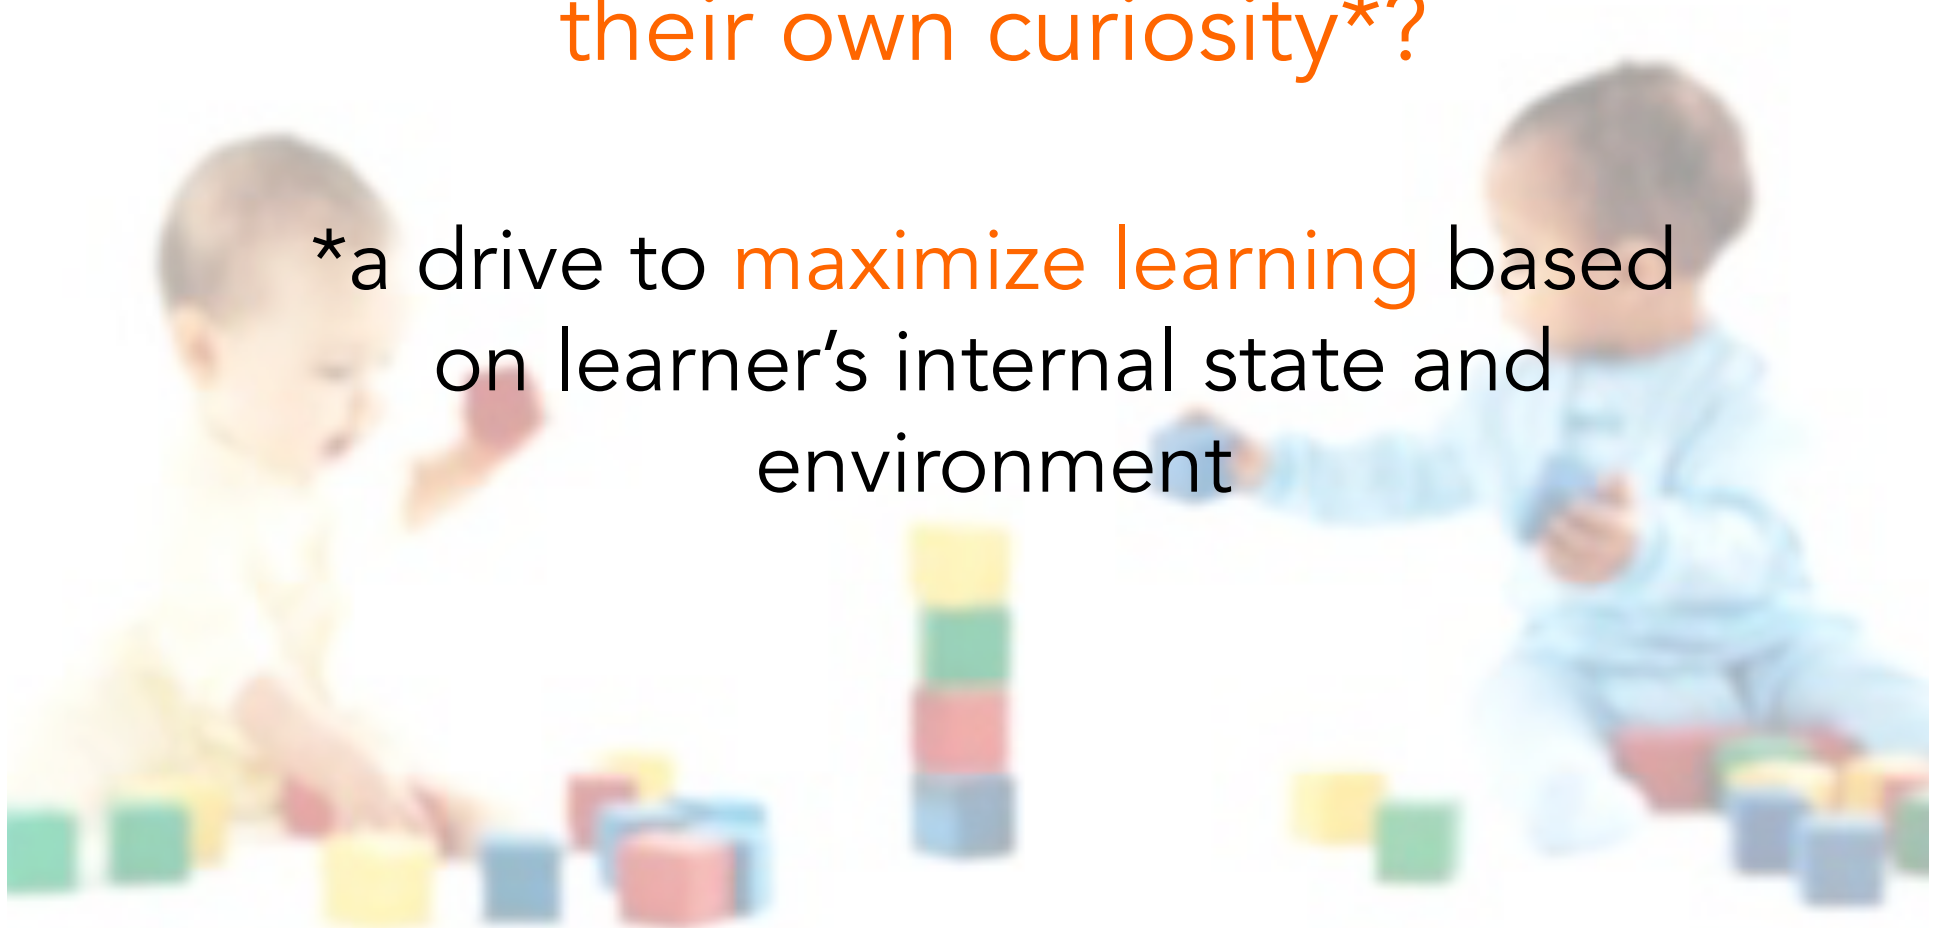 their own curiosity*?
*a drive to maximize learning based
on learner’s internal state and
environment